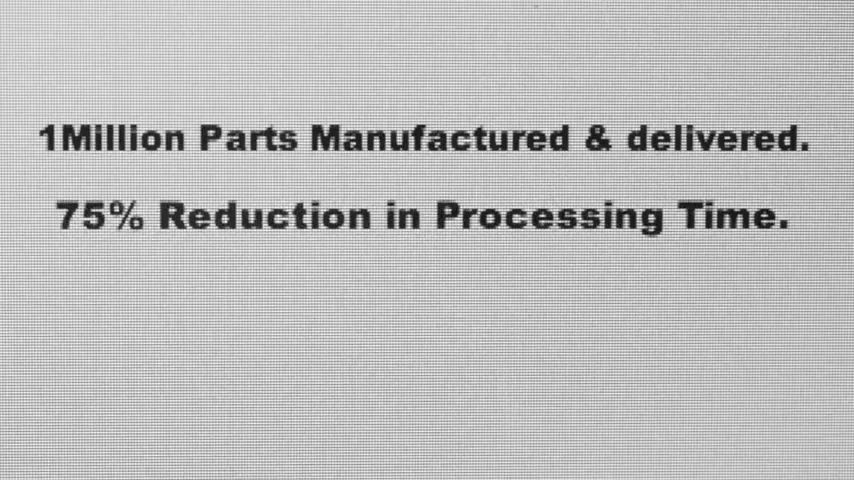 1Million Parts Manufactured & delivered.
75% Reduction in Processing Time.